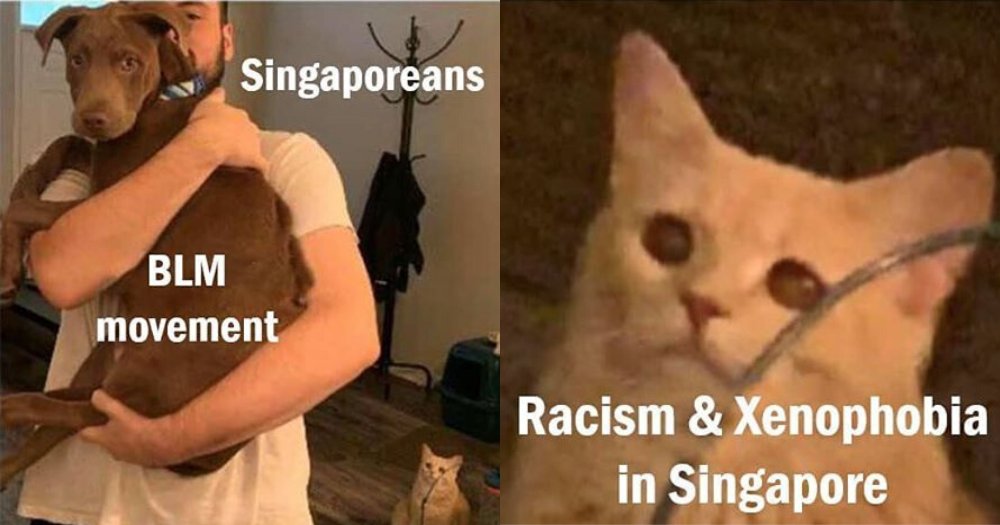 Singaporeans
BLM
movement
Racism & Xenophobia
in Singapore